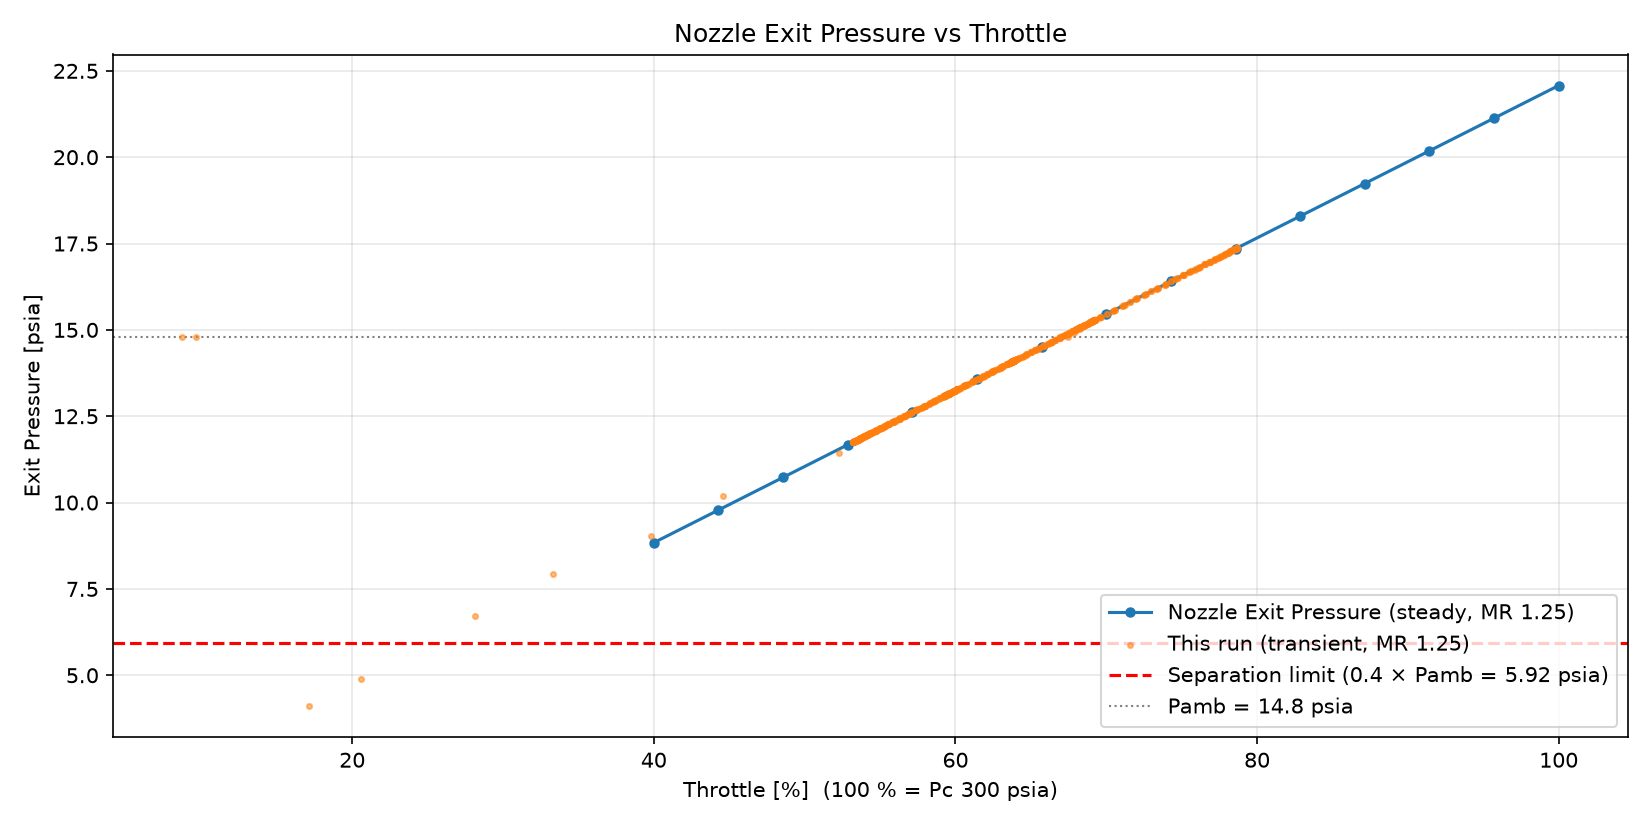 Nozzle Exit Pressure vs Throttle
Exit Pressure [psia]
22.5
20.0
17.5
15.0
12.5
10.0
7.5
5.0
Nozzle Exit Pressure (steady, MR 1.25)
This run (transient, MR 1.25)
Separation limit (0.4 × Pamb = 5.92 psia)
Pamb = 14.8 psia
20 40 60 80 100
Throttle [%]  (100 % = Pc 300 psia)